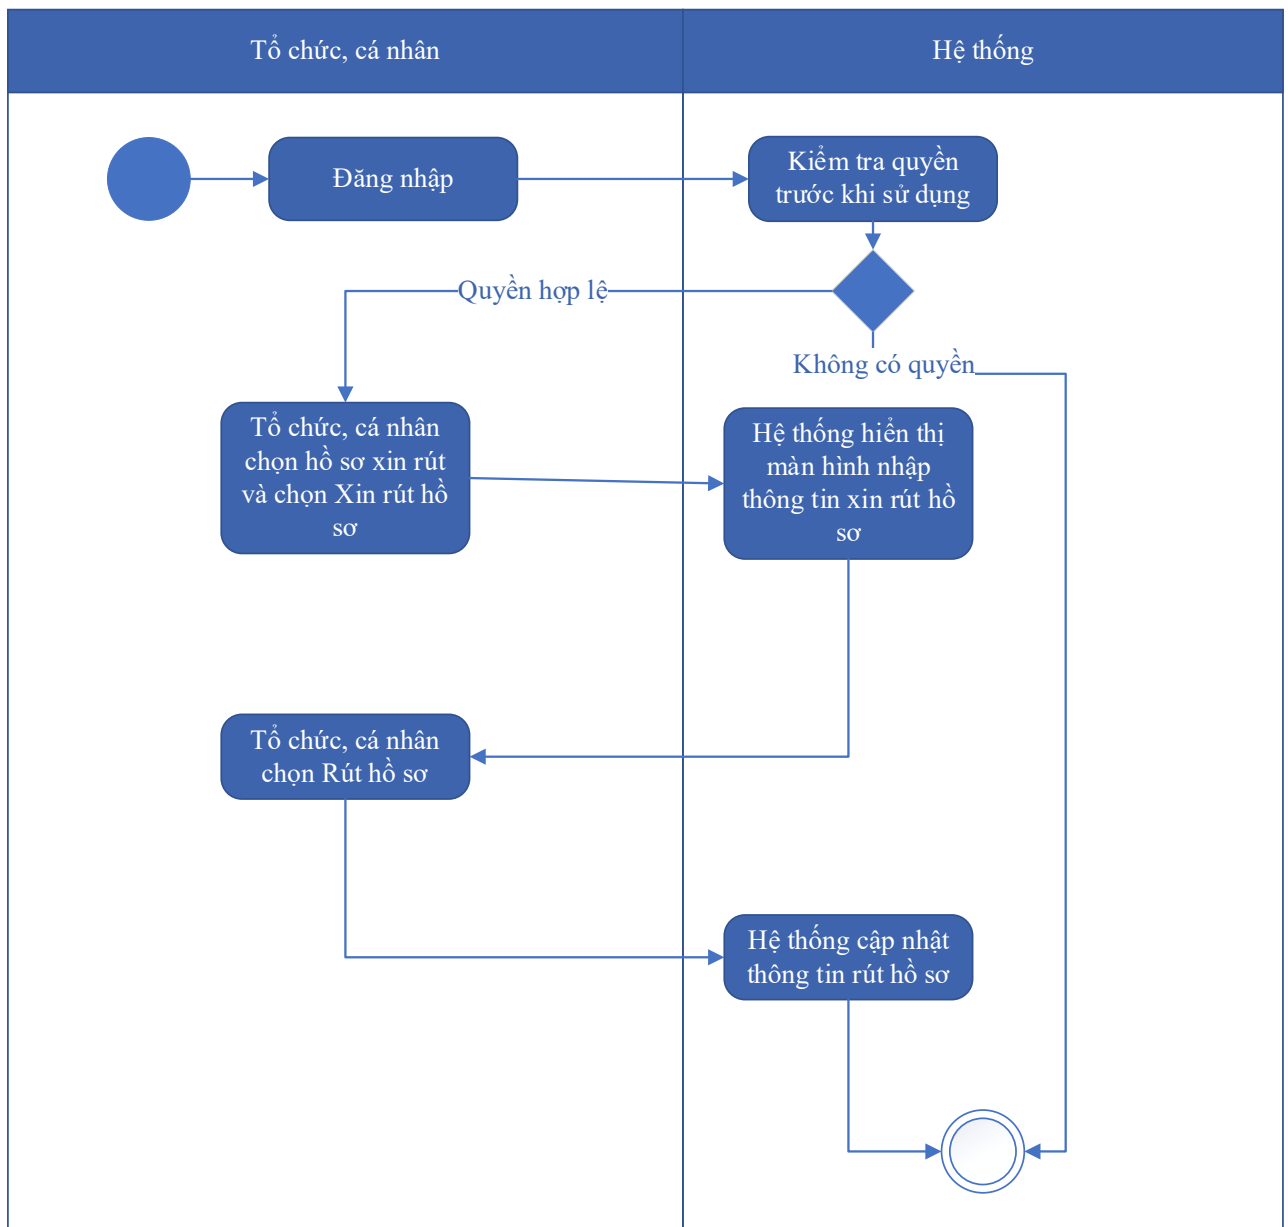 Tổ chức, cá nhân
Hệ thống
Đăng nhập
Kiểm tra quyền
trước khi sử dụng
Quyền hợp lệ
Không có quyền
Tổ chức, cá nhân
chọn hồ sơ xin rút
và chọn Xin rút hồ
sơ
Hệ thống hiển thị
màn hình nhập
thông tin xin rút hồ
sơ
Tổ chức, cá nhân
chọn Rút hồ sơ
Hệ thống cập nhật
thông tin rút hồ sơ